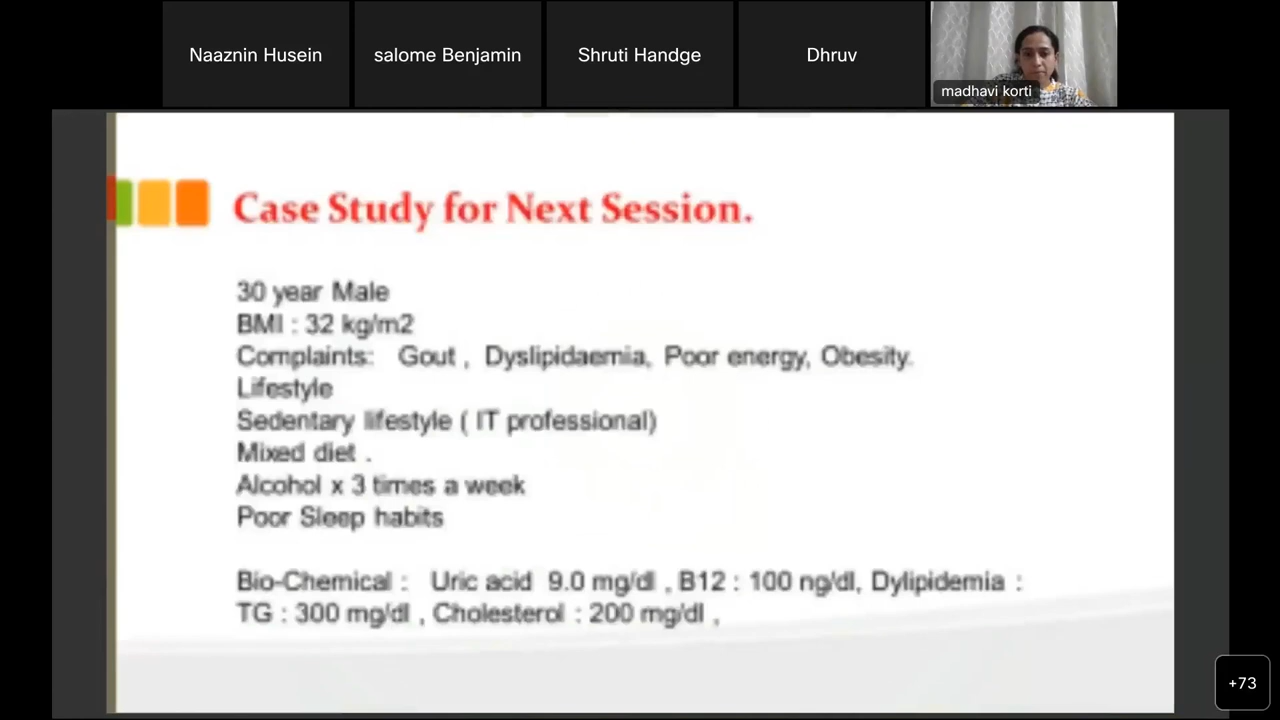 Naaznin Husein
salome Benjamin
Shruti Handge
Dhruv
madhavi korti
Case Study for Next Session.
30 year Male
BMI : 32 kg/m2
Complaints: Gout , Dyslipidaemia, Poor energy, Obesity.
Lifestyle
Sedentary lifestyle ( IT professional)
Mixed diet .
Alcohol x 3 times a week
Poor Sleep habits
Bio-Chemical : Uric acid 9.0 mg/dl , B12 : 100 ng/dl, Dylipidemia :
TG : 300 mg/dl , Cholesterol : 200 mg/dl ,
+73